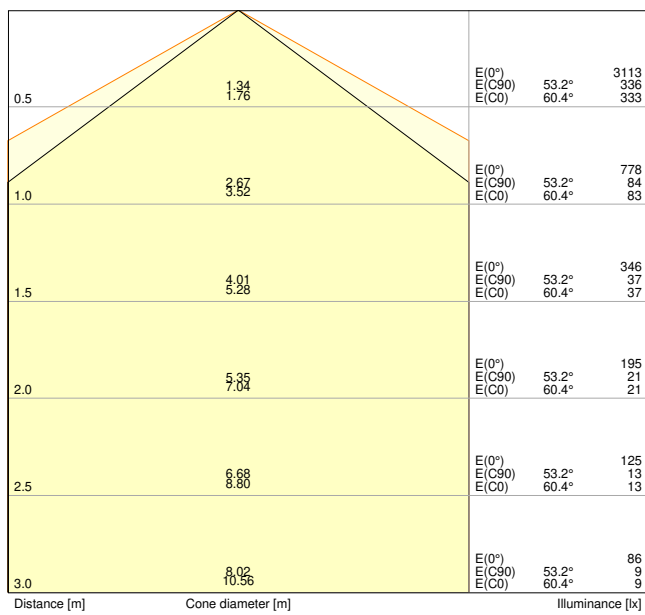 E(0°) 3113
1.34 E(C90) 53.2° 336
0.5 1.76 E(C0) 60.4° 333
E(0°) 778
2.67 E(C90) 53.2° 84
1.0 3.52 E(C0) 60.4° 83
E(0°) 346
4.01 E(C90) 53.2° 37
1.5 5.28 E(C0) 60.4° 37
E(0°) 195
5.35 E(C90) 53.2° 21
2.0 7.04 E(C0) 60.4° 21
E(0°) 125
6.68 E(C90) 53.2° 13
2.5 8.80 E(C0) 60.4° 13
E(0°) 86
8.02 E(C90) 53.2° 9
3.0 10.56 E(C0) 60.4° 9
Distance [m] Cone diameter [m] Illuminance [lx]